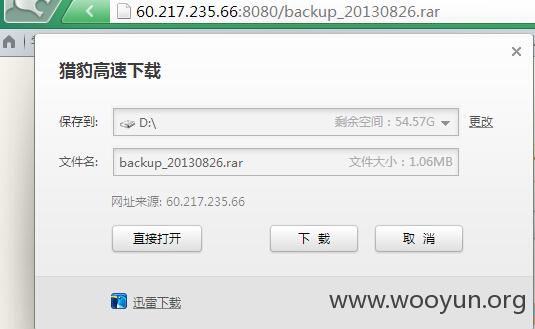 60.217.235.66:8080/backup_20130826.rar
猎豹高速下载
保存到: D:\ 剩余空间：54.57G 更改
文件名: backup_20130826.rar 文件大小：1.06MB
网址来源: 60.217.235.66
直接打开 下 载 取 消
迅雷下载
www.wooyun.org